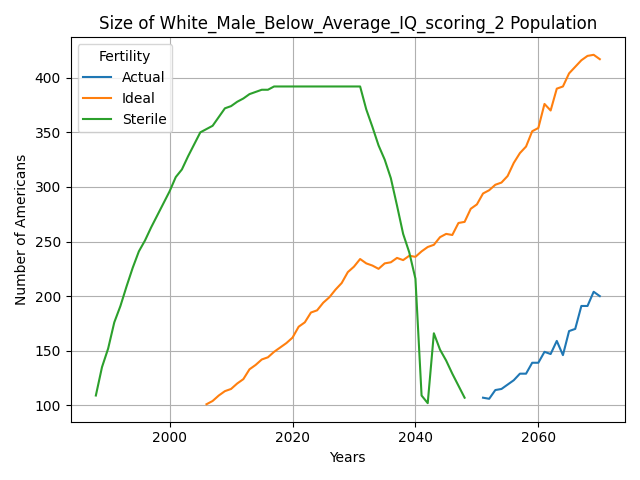 Size of White_Male_Below_Average_IQ_scoring_2 Population
Fertility
Actual
Ideal
Sterile
Number of Americans
400
350
300
250
200
150
100
2000
2020
2040
2060
Years